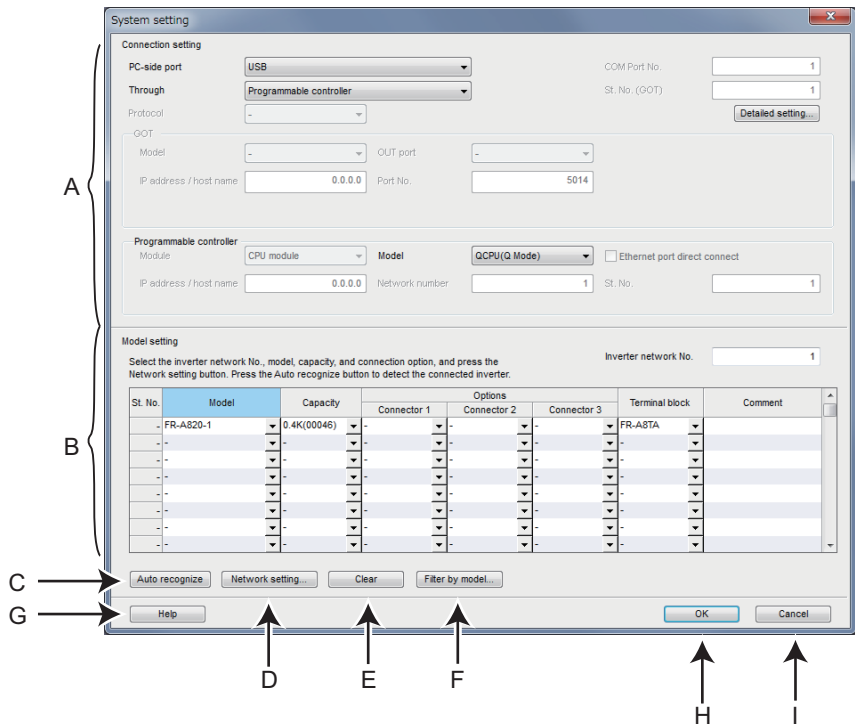 System setting
x
Connection setting
PC-side port USB COM Port No. 1
Through Programmable controller St. No. (GOT) 1
Protocol - Detailed setting...
GOT
Model - OUT port -
IP address / host name 0.0.0.0 Port No. 5014
A
Programmable controller
Module CPU module Model QCPU(Q Mode) Ethernet port direct connect
IP address / host name 0.0.0.0 Network number 1 St. No. 1
Model setting
Select the inverter network No., model, capacity, and connection option, and press the
Network setting button. Press the Auto recognize button to detect the connected inverter.
Inverter network No. 1
St. No. Model Capacity Options Terminal block Comment
Connector 1 Connector 2 Connector 3
- FR-A820-1 0.4K(00046) - - - FR-A8TA
- - - - - - -
- - - - - - -
B
- - - - - - -
- - - - - - -
- - - - - - -
- - - - - - -
- - - - - - -
C Auto recognize Network setting... Clear Filter by model...
G Help OK Cancel
D E F
H I